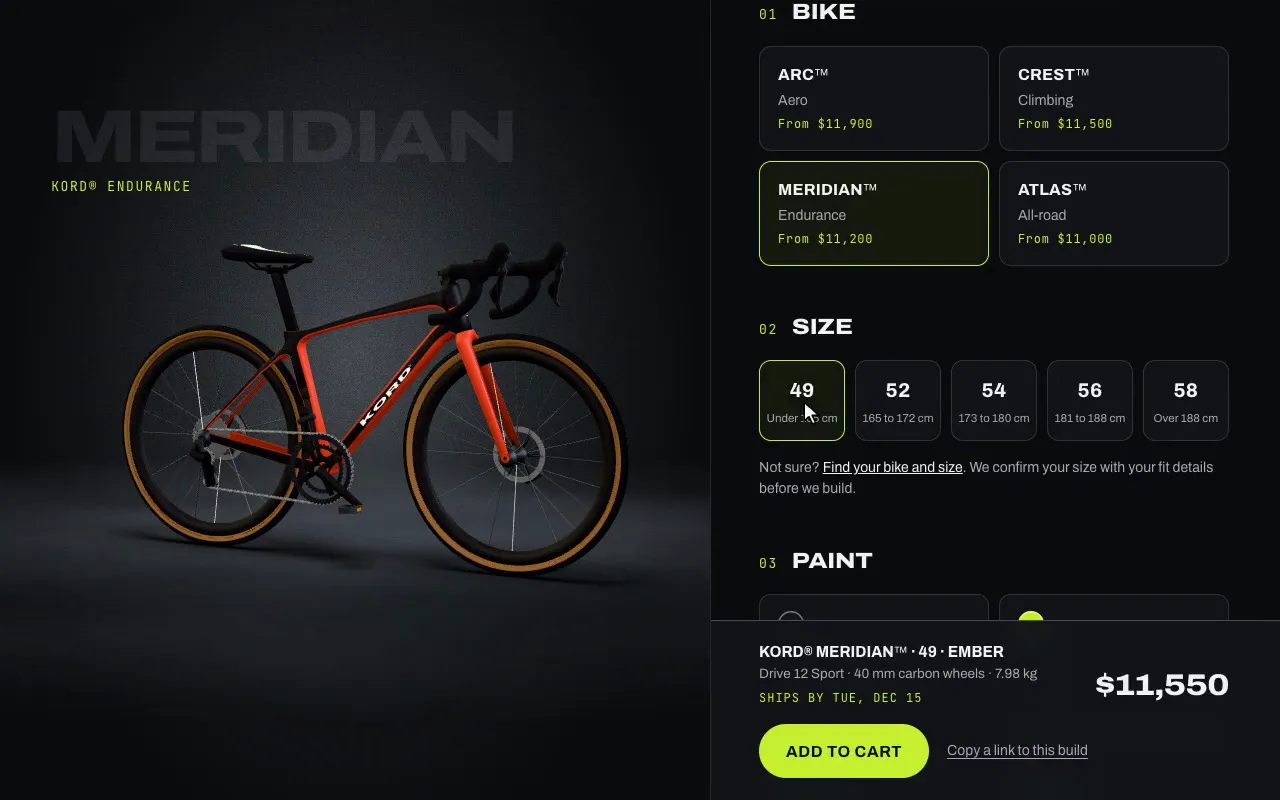 MERIDIAN
KORD® ENDURANCE
KORD
01 BIKE
ARC™
Aero
From $11,900
CREST™
Climbing
From $11,500
MERIDIAN™
Endurance
From $11,200
ATLAS™
All-road
From $11,000
02 SIZE
49
Under cm
52
165 to 172 cm
54
173 to 180 cm
56
181 to 188 cm
58
Over 188 cm
Not sure? Find your bike and size. We confirm your size with your fit details
before we build.
03 PAINT
KORD® MERIDIAN™ · 49 · EMBER
Drive 12 Sport · 40 mm carbon wheels · 7.98 kg
SHIPS BY TUE, DEC 15
$11,550
ADD TO CART
Copy a link to this build